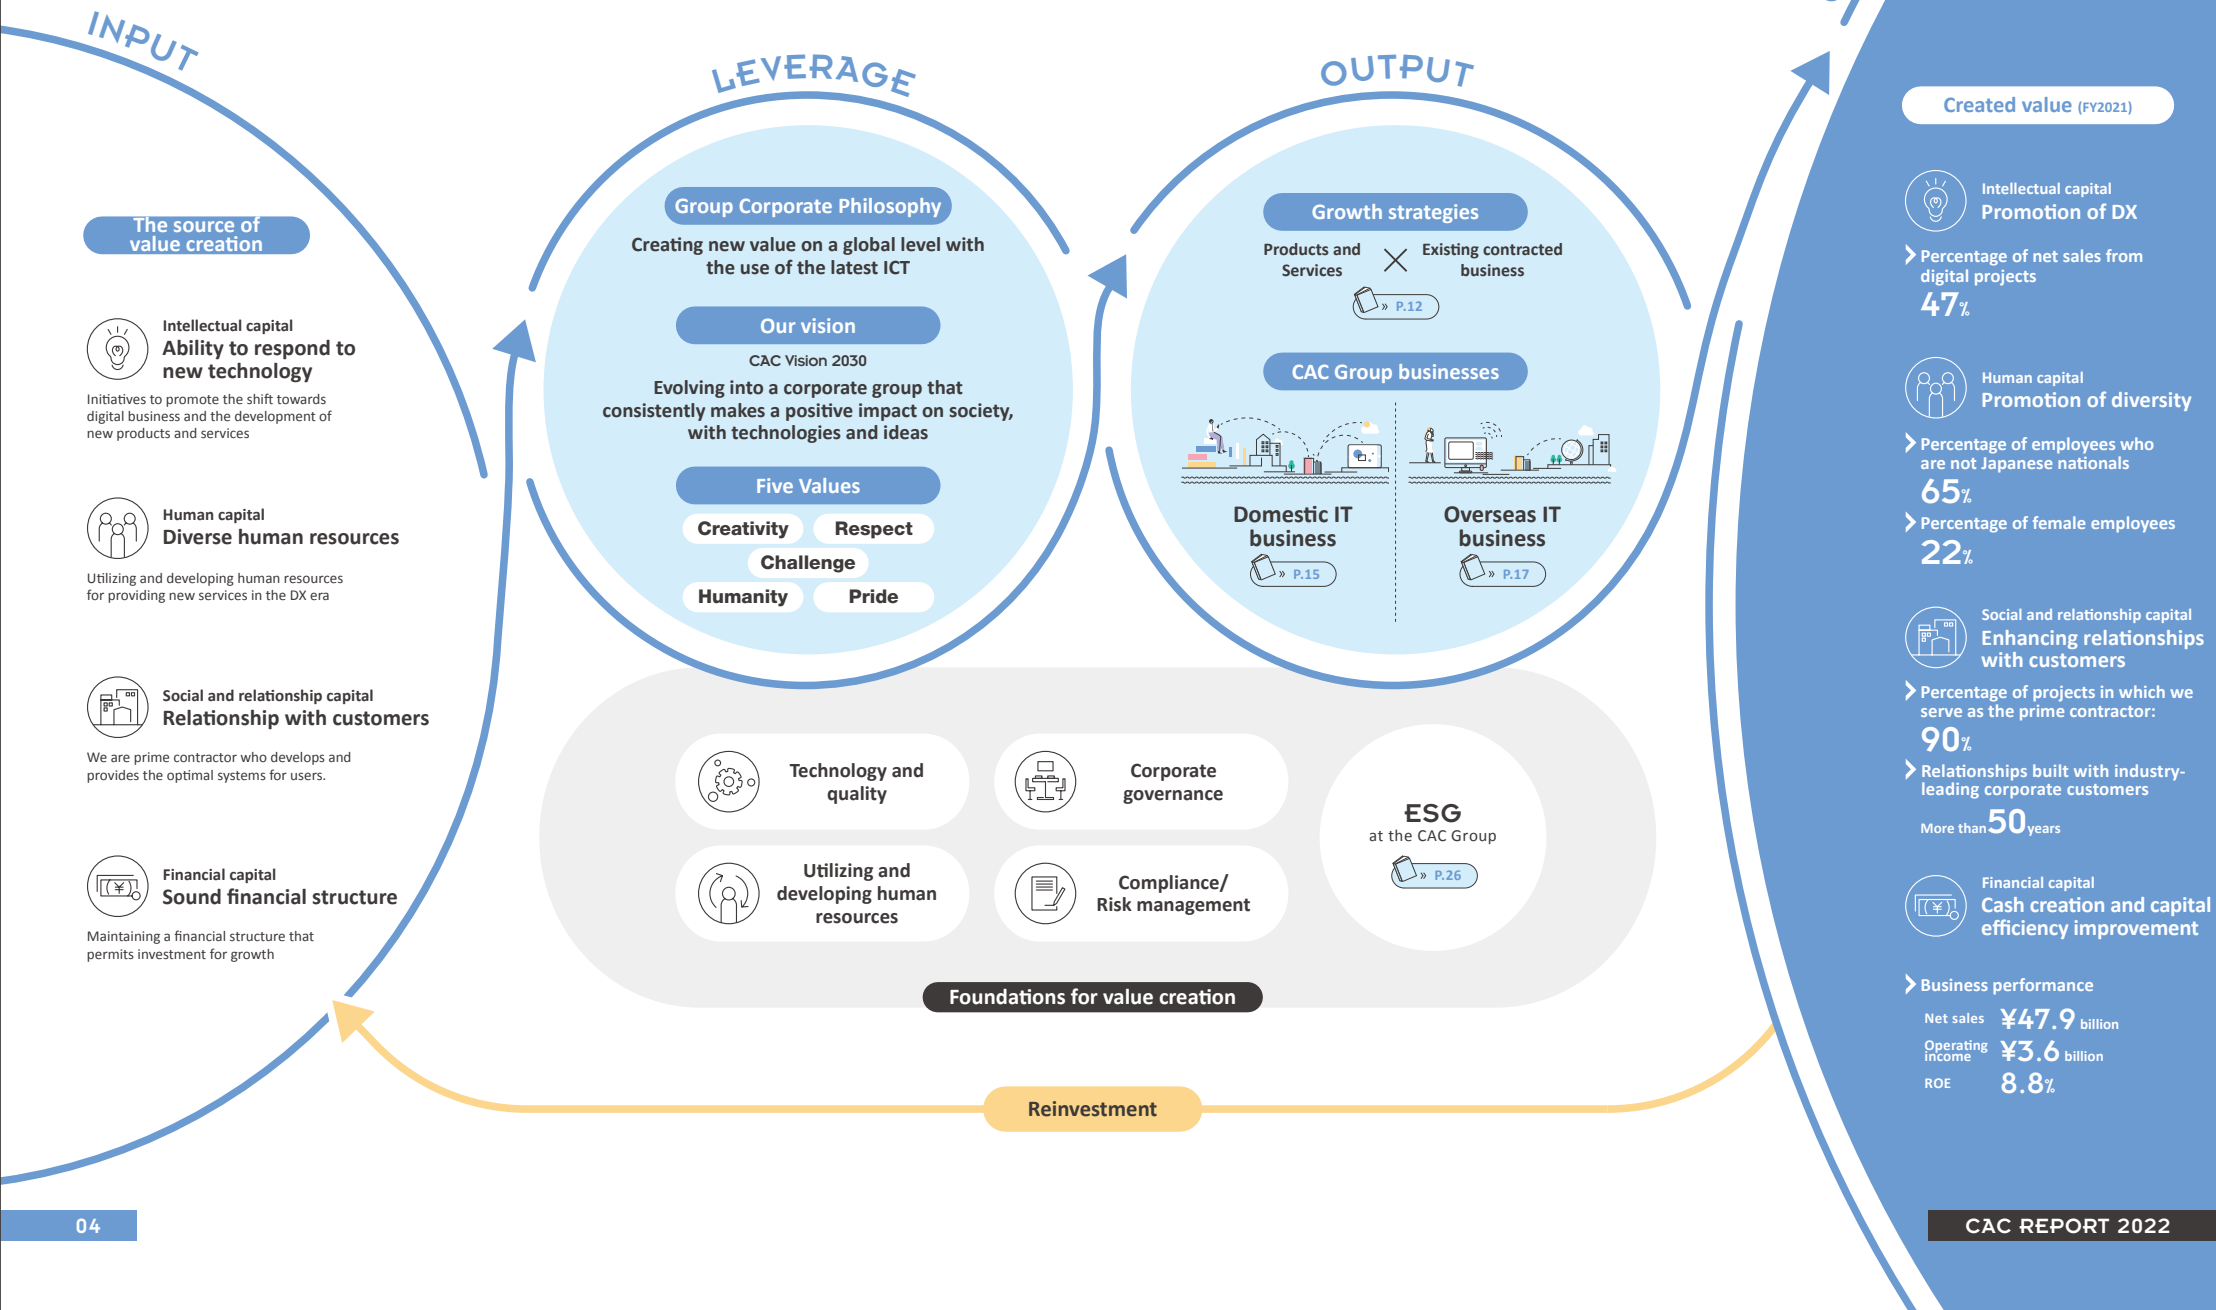 INPUT
The source of
value creation
Intellectual capital
Ability to respond to
new technology
Initiatives to promote the shift towards
digital business and the development of
new products and services
Human capital
Diverse human resources
Utilizing and developing human resources
for providing new services in the DX era
Social and relationship capital
Relationship with customers
We are prime contractor who develops and
provides the optimal systems for users.
Financial capital
Sound financial structure
Maintaining a financial structure that
permits investment for growth
LEVERAGE
Group Corporate Philosophy
Creating new value on a global level with
the use of the latest ICT
Our vision
CAC Vision 2030
Evolving into a corporate group that
consistently makes a positive impact on society,
with technologies and ideas
Five Values
Creativity Respect
Challenge
Humanity Pride
OUTPUT
Growth strategies
Products and
Services
Existing contracted
business
» P.12
CAC Group businesses
Domestic IT
business
» P.15
Overseas IT
business
» P.17
Technology and
quality
Corporate
governance
Utilizing and
developing human
resources
Compliance/
Risk management
ESG
at the CAC Group
» P.26
Foundations for value creation
Reinvestment
Created value (FY2021)
Intellectual capital
Promotion of DX
Percentage of net sales from
digital projects
47%
Human capital
Promotion of diversity
Percentage of employees who
are not Japanese nationals
65%
Percentage of female employees
22%
Social and relationship capital
Enhancing relationships
with customers
Percentage of projects in which we
serve as the prime contractor:
90%
Relationships built with industry-
leading corporate customers
More than 50 years
Financial capital
Cash creation and capital
efficiency improvement
Business performance
Net sales ¥47.9 billion
Operating
income ¥3.6 billion
ROE 8.8%
04
CAC REPORT 2022